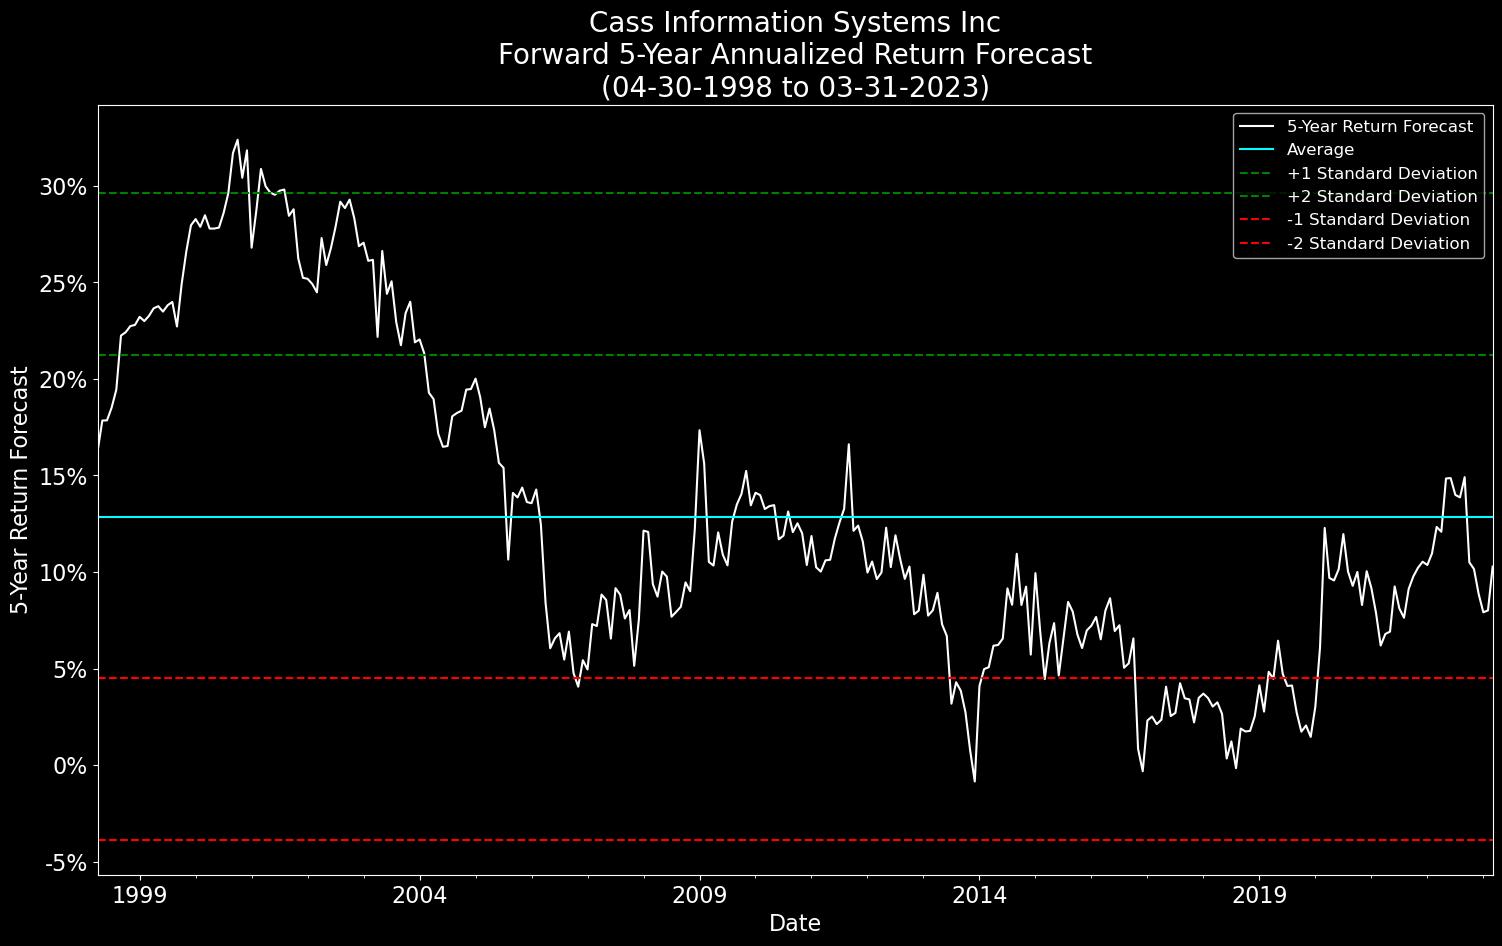 Cass Information Systems Inc
Forward 5-Year Annualized Return Forecast
(04-30-1998 to 03-31-2023)
5-Year Return Forecast
Average
+1 Standard Deviation
+2 Standard Deviation
-1 Standard Deviation
-2 Standard Deviation
5-Year Return Forecast
30%
25%
20%
15%
10%
5%
0%
-5%
1999 2004 2009 2014 2019
Date